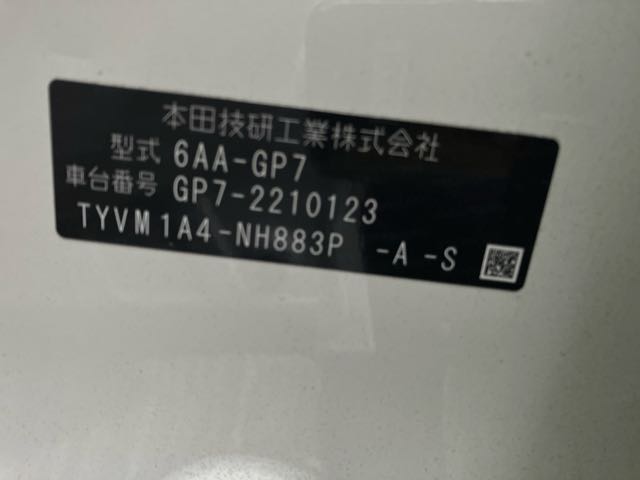 本田技研工業株式会社
型式 6AA-GP7
車台番号 GP7-2210123
TYVM1A4-NH883P -A -S